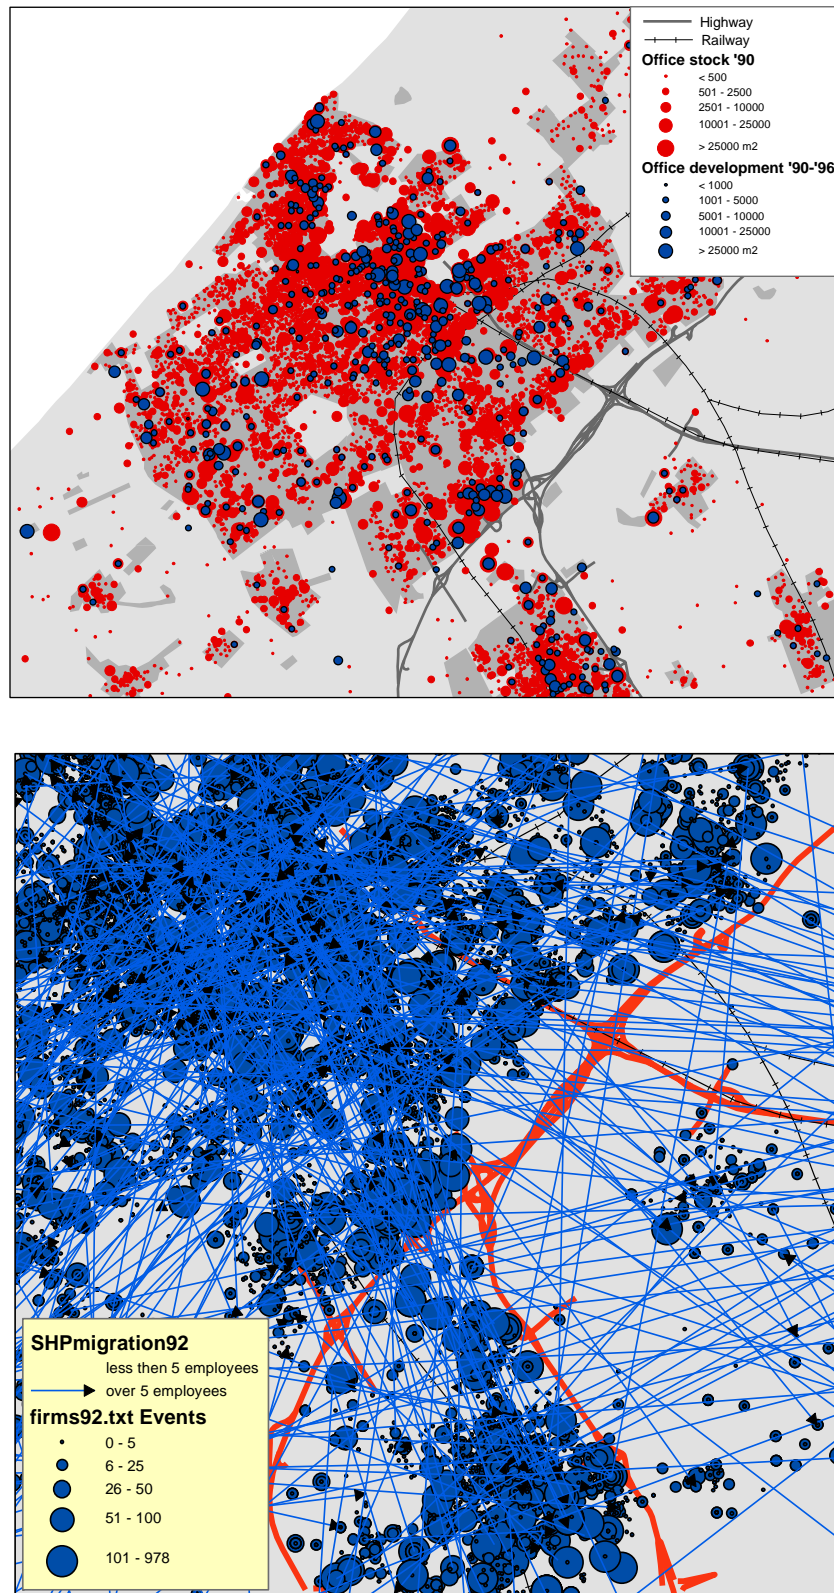 Highway
Railway
Office stock '90
< 500
501 - 2500
2501 - 10000
10001 - 25000
> 25000 m2
Office development '90-'96
< 1000
1001 - 5000
5001 - 10000
10001 - 25000
> 25000 m2
SHPmigration92
less then 5 employees
over 5 employees
firms92.txt Events
0 - 5
6 - 25
26 - 50
51 - 100
101 - 978